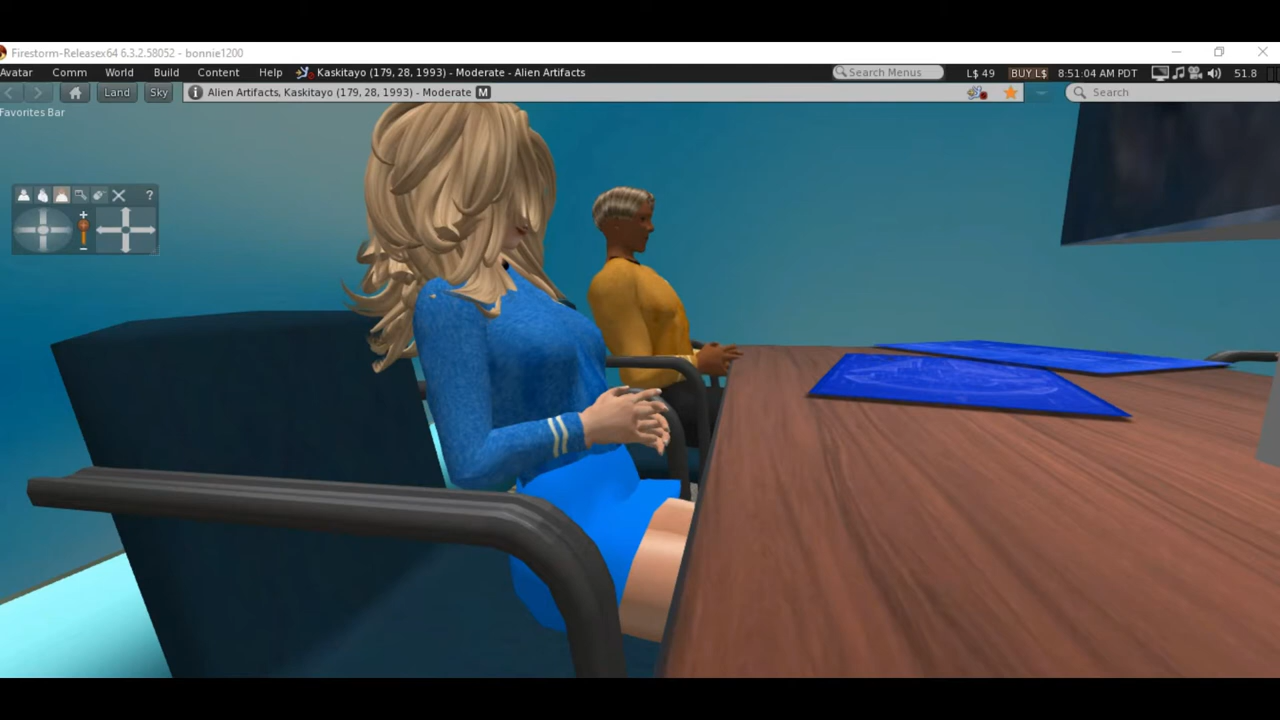 Firestorm-Releasex64 6.3.2.58052 - bonnie1200
Avatar Comm World Build Content Help Kaskitayo (179, 28, 1993) - Moderate - Alien Artifacts Search Menus L$ 49 BUY L$ 8:51:04 AM PDT 51.8
Land Sky Alien Artifacts, Kaskitayo (179, 28, 1993) - Moderate M Search
Favorites Bar
?